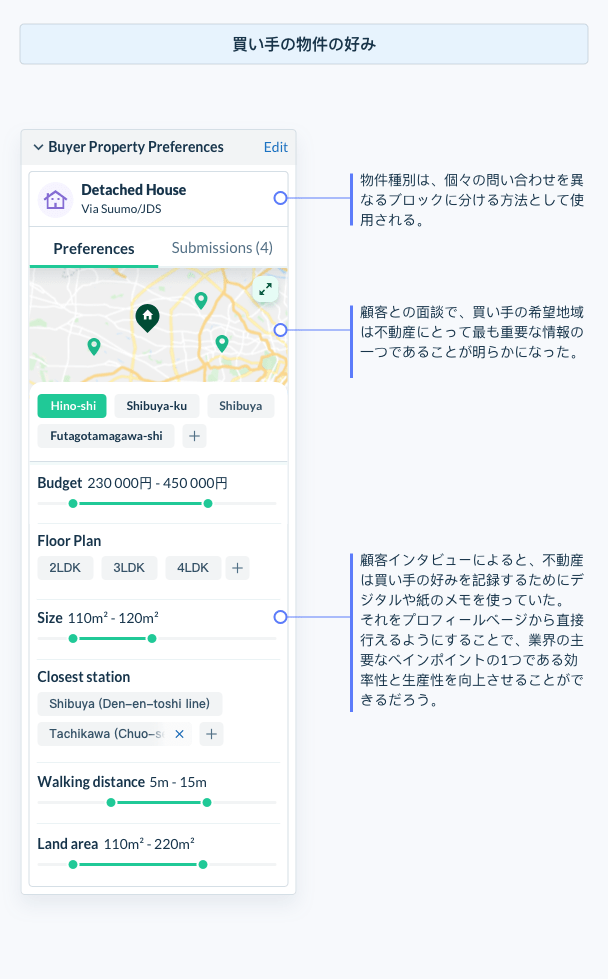 買い手の物件の好み
Buyer Property Preferences
Edit
Detached House
Via Suumo/JDS
Preferences
Submissions (4)
Hino-shi
Shibuya-ku
Shibuya
Futagotamagawa-shi
Budget 230 000円 - 450 000円
Floor Plan
2LDK
3LDK
4LDK
Size 110m² - 120m²
Closest station
Shibuya (Den-en-toshi line)
Tachikawa (Chuo-s
Walking distance 5m - 15m
Land area 110m² - 220m²
物件種別は、個々の問い合わせを異
なるブロックに分ける方法として使
用される。
顧客との面談で、買い手の希望地域
は不動産にとって最も重要な情報の
一つであることが明らかになった。
顧客インタビューによると、不動産
は買い手の好みを記録するためにデ
ジタルや紙のメモを使っていた。
それをプロフィールページから直接
行えるようにすることで、業界の主
要なペインポイントの1つである効
率性と生産性を向上させることがで
きるだろう。